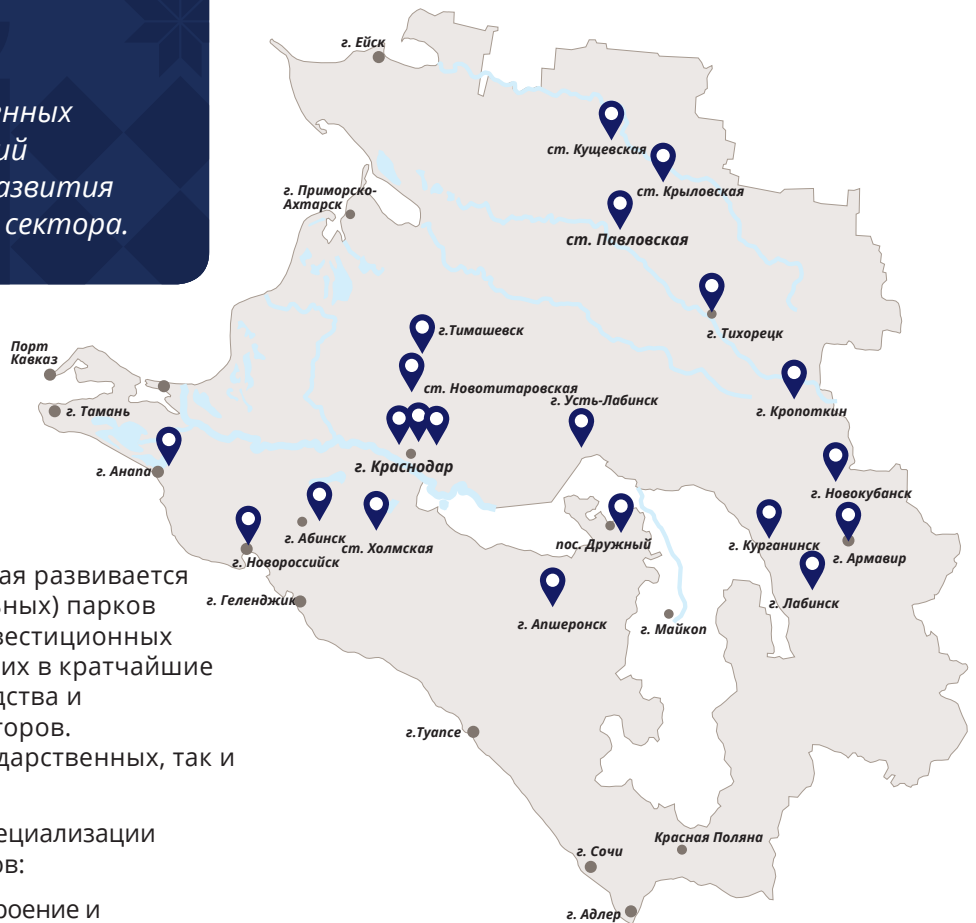 енных
ий
азвития
сектора.
г. Ейск
ст. Кущевская
ст. Крыловская
г. Приморско-
Ахтарск
ст. Павловская
г.Тимашевск
г. Тихорецк
Порт
Кавказ
ст. Новотитаровская
г. Усть-Лабинск
г. Кропоткин
г. Тамань
г. Краснодар
г. Анапа
г. Новокубанск
г. Абинск
ст. Холмская
пос. Дружный
г. Курганинск
г. Армавир
г. Новороссийск
г. Геленджик
г. Лабинск
г. Апшеронск
г. Майкоп
г.Туапсе
Красная Поляна
г. Сочи
г. Адлер
ая развивается
ных) парков
вестиционных
их в кратчайшие
дства и
торов.
дарственных, так и
ециализации
ов:
роение и